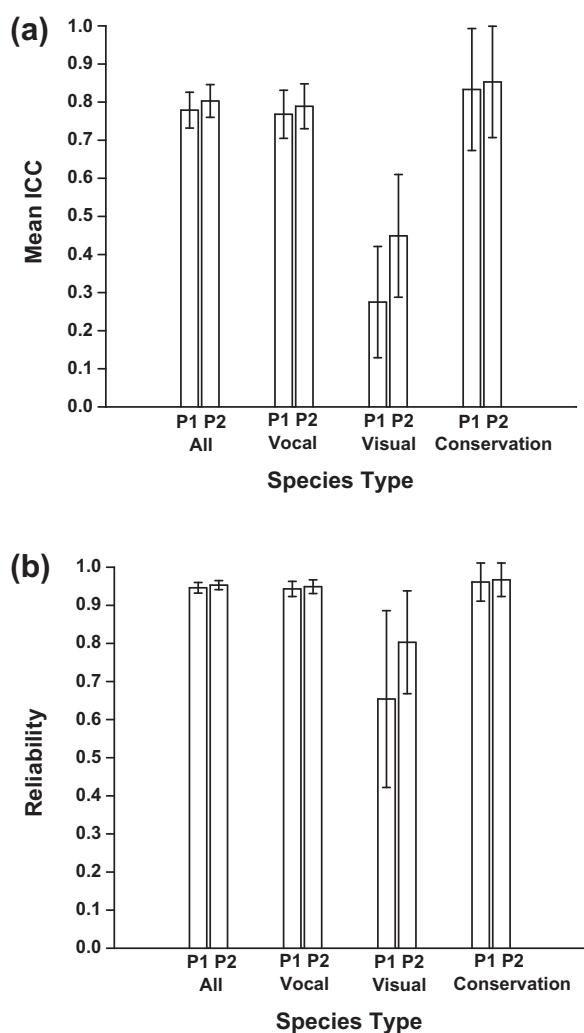 (a)
Mean ICC
1.0
0.9
0.8
0.7
0.6
0.5
0.4
0.3
0.2
0.1
0.0
P1 P2 P1 P2 P1 P2 P1 P2
All Vocal Visual Conservation
Species Type
(b)
Reliability
1.0
0.9
0.8
0.7
0.6
0.5
0.4
0.3
0.2
0.1
0.0
P1 P2 P1 P2 P1 P2 P1 P2
All Vocal Visual Conservation
Species Type